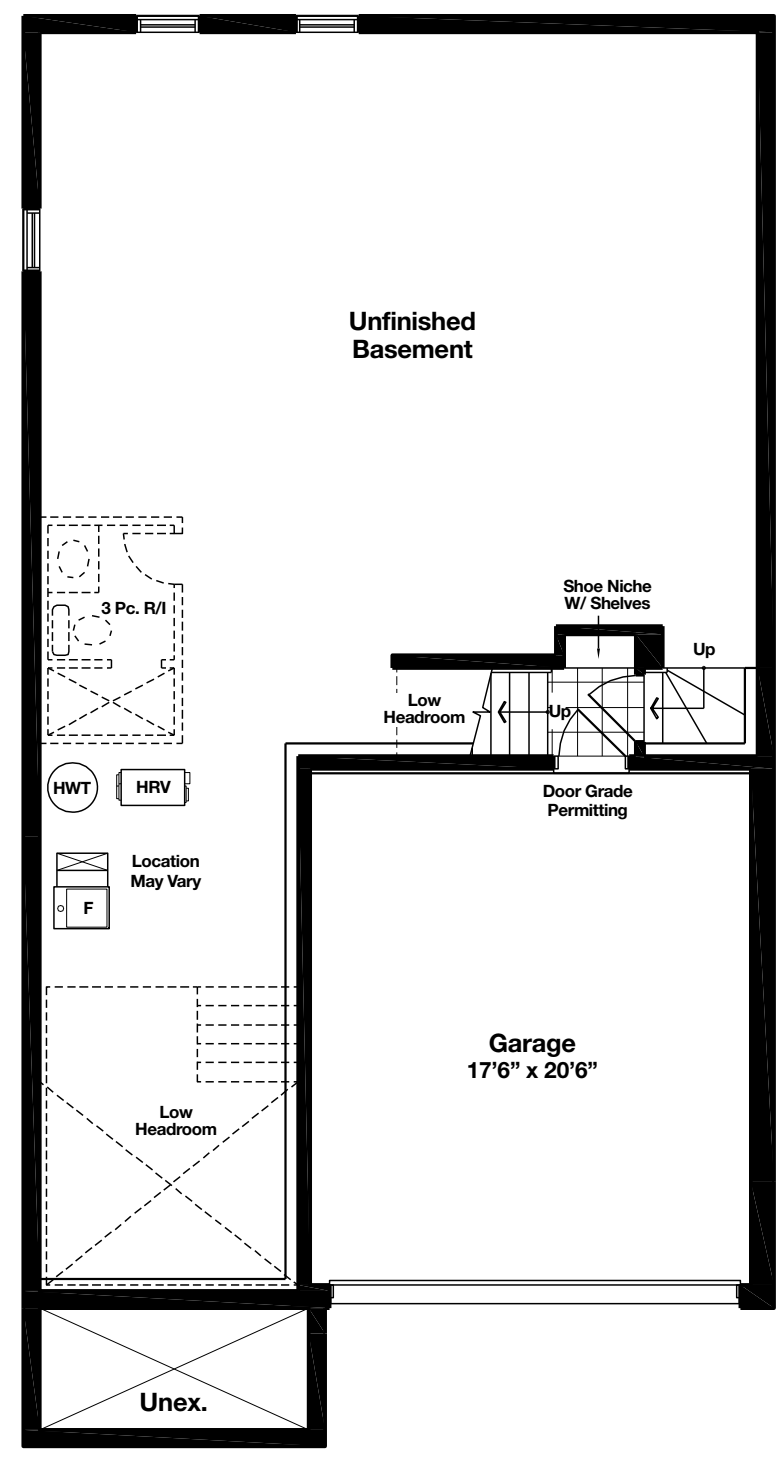 Unfinished
Basement
3 Pc. R/I
Shoe Niche
W/ Shelves
Up
Low
Headroom
Up
HWT
HRV
Door Grade
Permitting
Location
May Vary
F
Garage
17’6” x 20’6”
Low
Headroom
Unex.